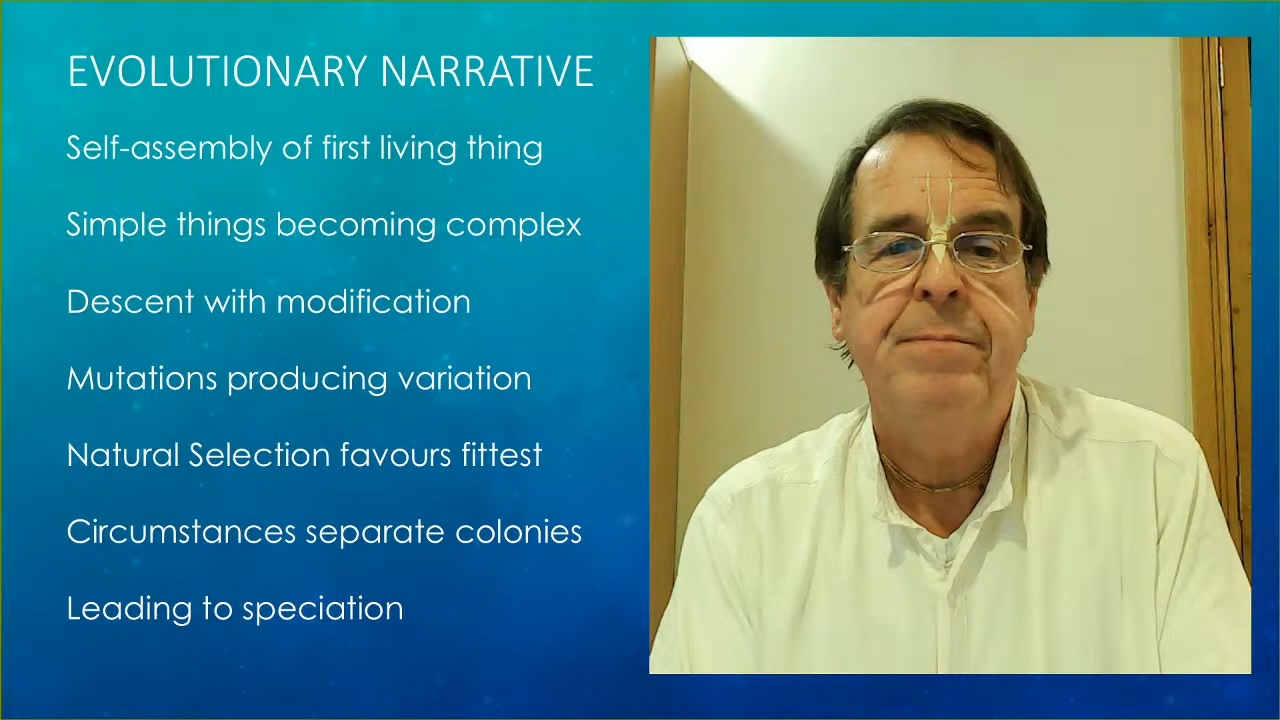 EVOLUTIONARY NARRATIVE
Self-assembly of first living thing
Simple things becoming complex
Descent with modification
Mutations producing variation
Natural Selection favours fittest
Circumstances separate colonies
Leading to speciation